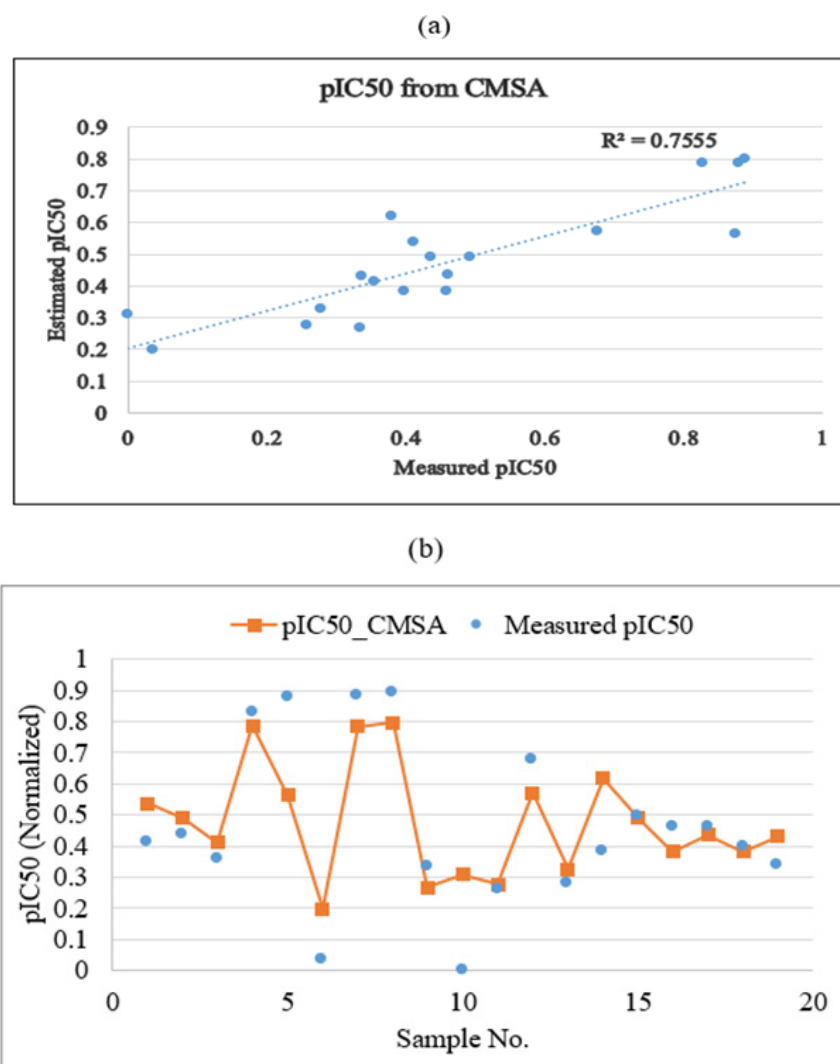 (a)
pIC50 from CMSA
R² = 0.7555
Estimated pIC50
0.9
0.8
0.7
0.6
0.5
0.4
0.3
0.2
0.1
0
0 0.2 0.4 0.6 0.8 1
Measured pIC50
(b)
pIC50_CMSA Measured pIC50
pIC50 (Normalized)
1
0.9
0.8
0.7
0.6
0.5
0.4
0.3
0.2
0.1
0
0 5 10 15 20
Sample No.